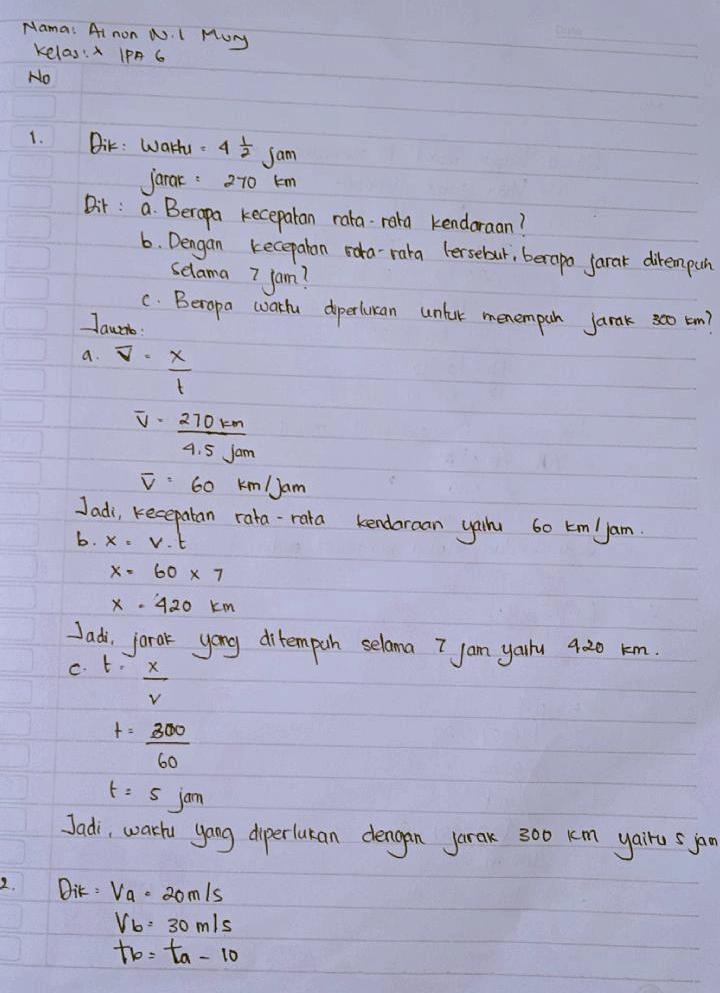 Nama: Ainon N.I Mury
Kelas: X IPA 6
No
1. Dik: Waktu = 4 1/2 jam
jarak = 270 km
Dit: a. Berapa kecepatan rata-rata kendaraan?
b. Dengan kecepatan rata-rata tersebut, berapa jarak ditempuh
selama 7 jam?
c. Berapa waktu diperlukan untuk menempuh jarak 300 km?
Jawab:
a. v̄ = x
t
v̄ = 270 km
4,5 jam
v̄ = 60 km/jam
Jadi, kecepatan rata-rata kendaraan yaitu 60 km/jam.
b. x = v.t
x = 60 x 7
x = 420 km
Jadi, jarak yang ditempuh selama 7 jam yaitu 420 km.
c. t = x
v
t = 300
60
t = 5 jam
Jadi, waktu yang diperlukan dengan jarak 300 km yaitu 5 jam
2. Dik = Va = 20 m/s
Vb = 30 m/s
tb = ta - 10